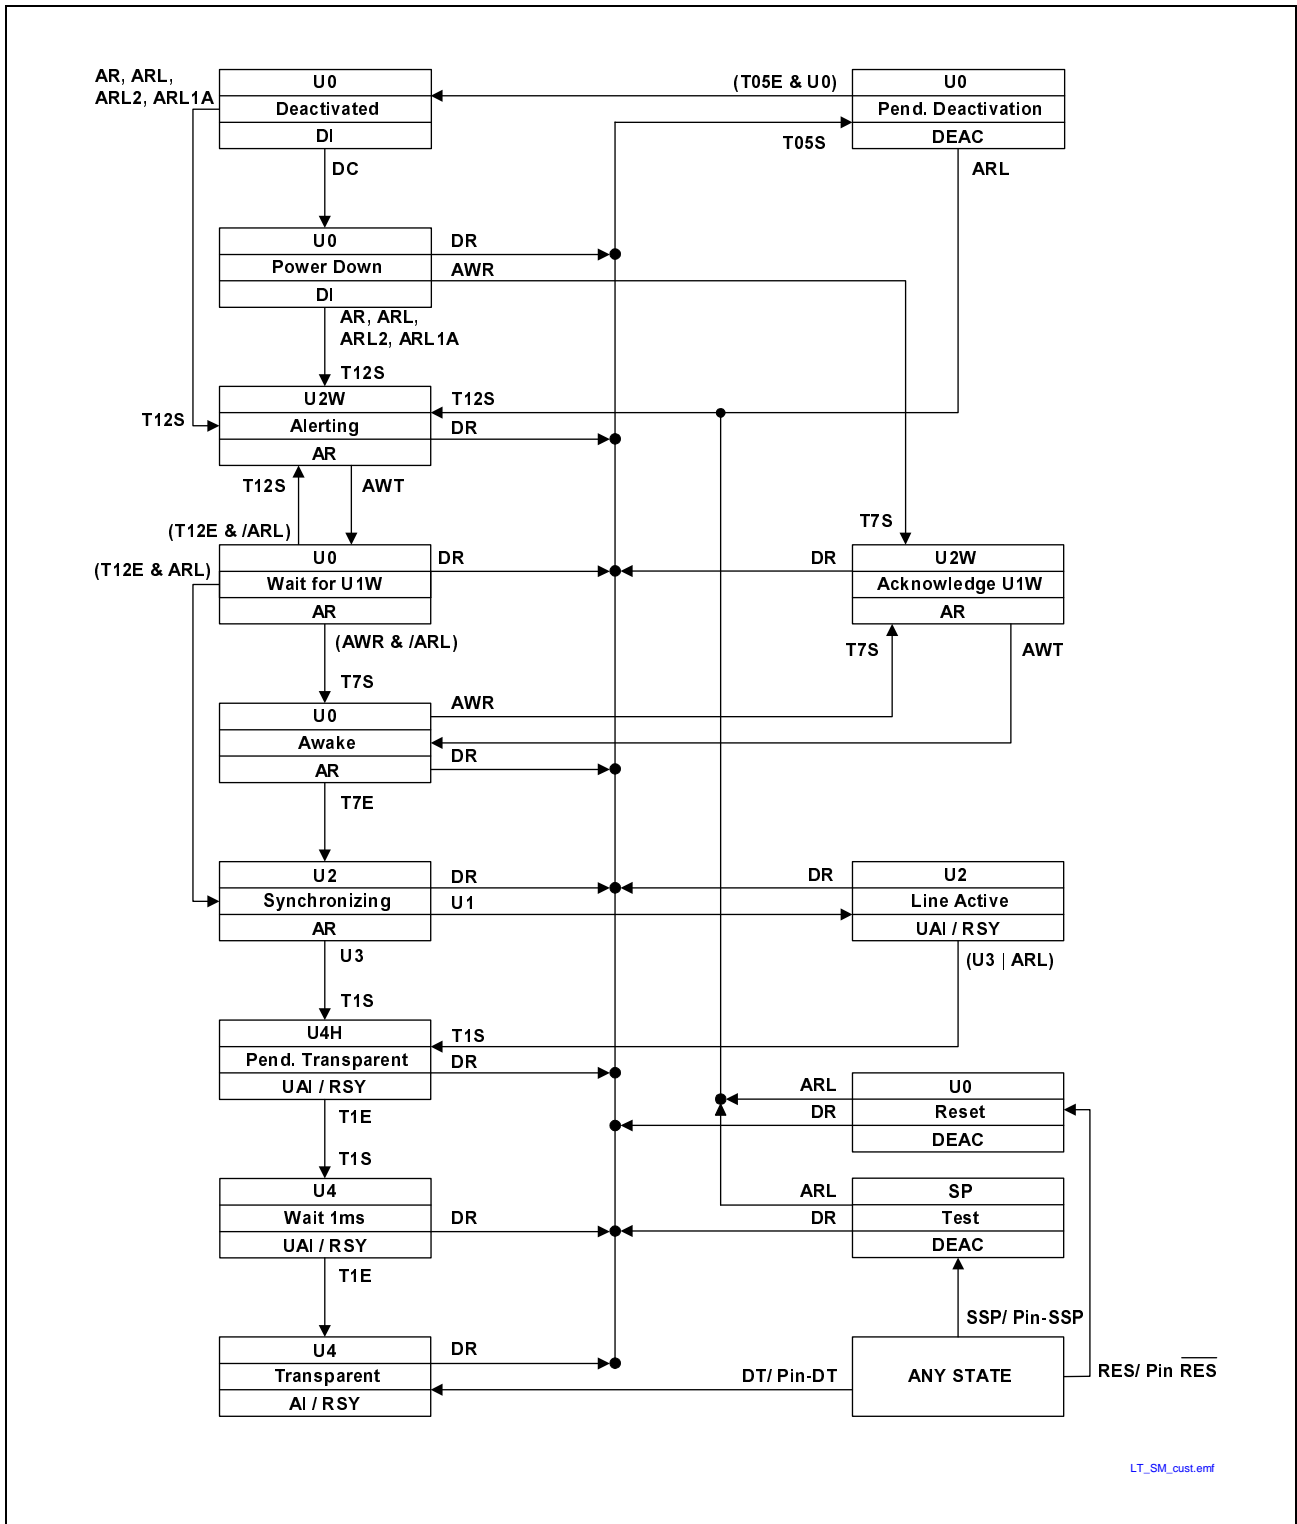 AR, ARL,
ARL2, ARL1A
U0
Deactivated
DI
(T05E & U0)
U0
Pend. Deactivation
DEAC
T05S
DC
ARL
U0
Power Down
DI
DR
AWR
AR, ARL,
ARL2, ARL1A
T12S
U2W
Alerting
AR
T12S
DR
T12S
T12S
AWT
(T12E & /ARL)
T7S
(T12E & ARL)
U0
Wait for U1W
AR
DR
DR
U2W
Acknowledge U1W
AR
(AWR & /ARL)
T7S
AWT
T7S
U0
Awake
AR
AWR
DR
T7E
U2
Synchronizing
AR
DR
U1
DR
U2
Line Active
UAI / RSY
U3
(U3 | ARL)
T1S
U4H
Pend. Transparent
UAI / RSY
T1S
DR
ARL
DR
U0
Reset
DEAC
T1E
T1S
U4
Wait 1ms
UAI / RSY
DR
ARL
DR
SP
Test
DEAC
T1E
SSP/ Pin-SSP
U4
Transparent
AI / RSY
DR
DT/ Pin-DT
ANY STATE
RES/ Pin RES
LT_SM_cust.emf